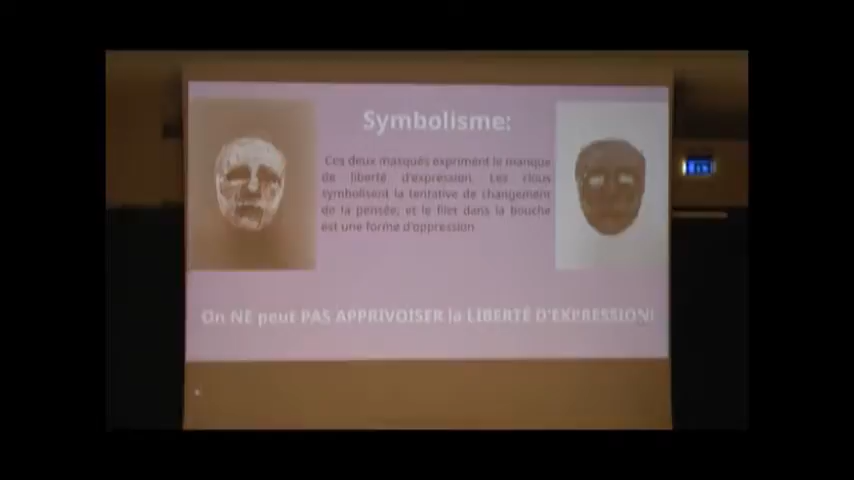 Symbolisme:
Ces deux masques expriment le manque
de liberté d'expression. Les clous
symbolisent la tentative de changement
de la pensée, et le filet dans la bouche
est une forme d'oppression
On NE peut PAS APPRIVOISER la LIBERTÉ D'EXPRESSION!